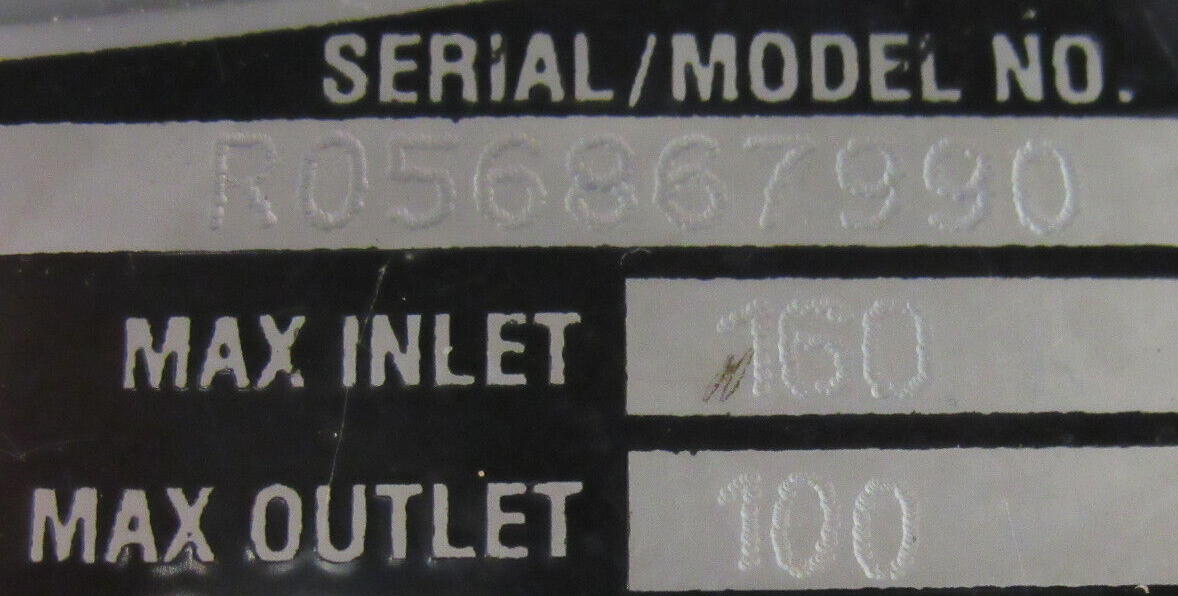 SERIAL/MODEL NO.
R056867990
MAX INLET 160
MAX OUTLET 100